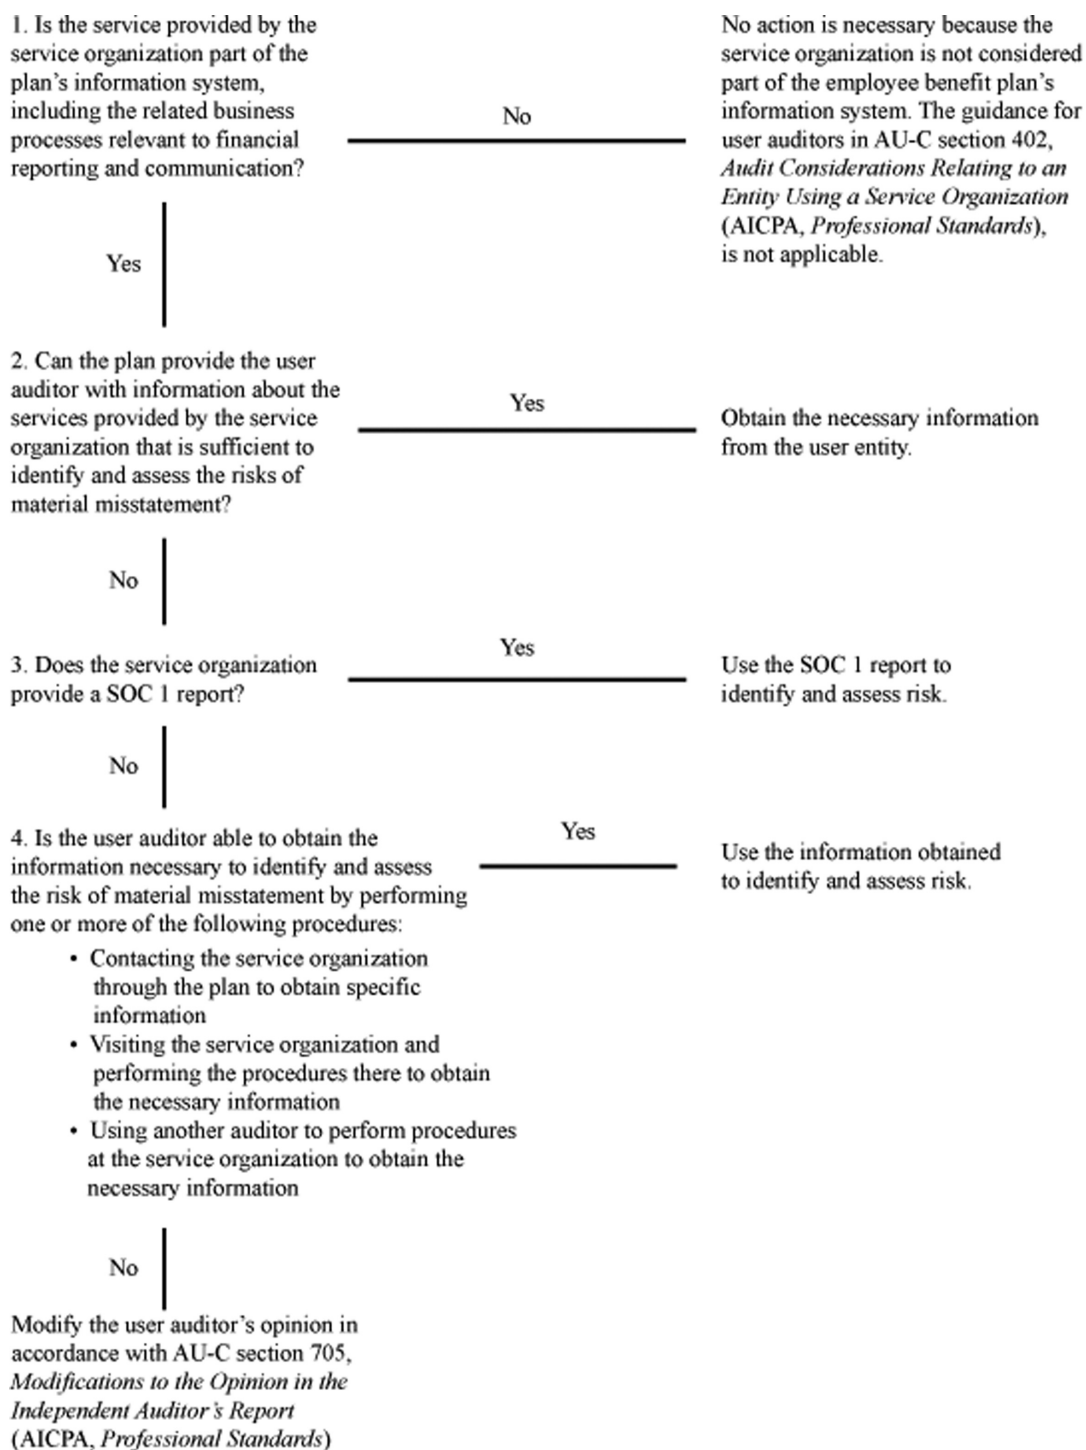 1. Is the service provided by the
service organization part of the
plan’s information system,
including the related business
processes relevant to financial
reporting and communication?
No
No action is necessary because the
service organization is not considered
part of the employee benefit plan’s
information system. The guidance for
user auditors in AU-C section 402,
Audit Considerations Relating to an
Entity Using a Service Organization
(AICPA, Professional Standards),
is not applicable.
Yes
2. Can the plan provide the user
auditor with information about the
services provided by the service
organization that is sufficient to
identify and assess the risks of
material misstatement?
Yes
Obtain the necessary information
from the user entity.
No
3. Does the service organization
provide a SOC 1 report?
Yes
Use the SOC 1 report to
identify and assess risk.
No
4. Is the user auditor able to obtain the
information necessary to identify and assess
the risk of material misstatement by performing
one or more of the following procedures:
Yes
Use the information obtained
to identify and assess risk.
• Contacting the service organization
through the plan to obtain specific
information
• Visiting the service organization and
performing the procedures there to obtain
the necessary information
• Using another auditor to perform procedures
at the service organization to obtain the
necessary information
No
Modify the user auditor’s opinion in
accordance with AU-C section 705,
Modifications to the Opinion in the
Independent Auditor’s Report
(AICPA, Professional Standards)